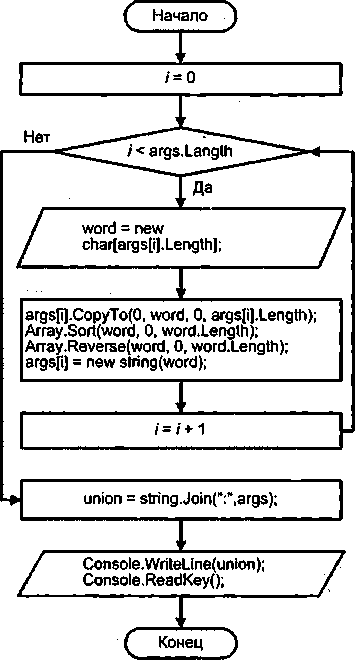 Начало
i = 0
Нет
i < args.Langth
Да
word = new
char[args[i].Length];
args[i].CopyTo(0, word, 0, args[i].Length);
Array.Sort(word, 0, word.Length);
Array.Reverse(word, 0, word.Length);
args[i] = new string(word);
i = i + 1
union = string.Join(":",args);
Console.WriteLine(union);
Console.ReadKey();
Конец